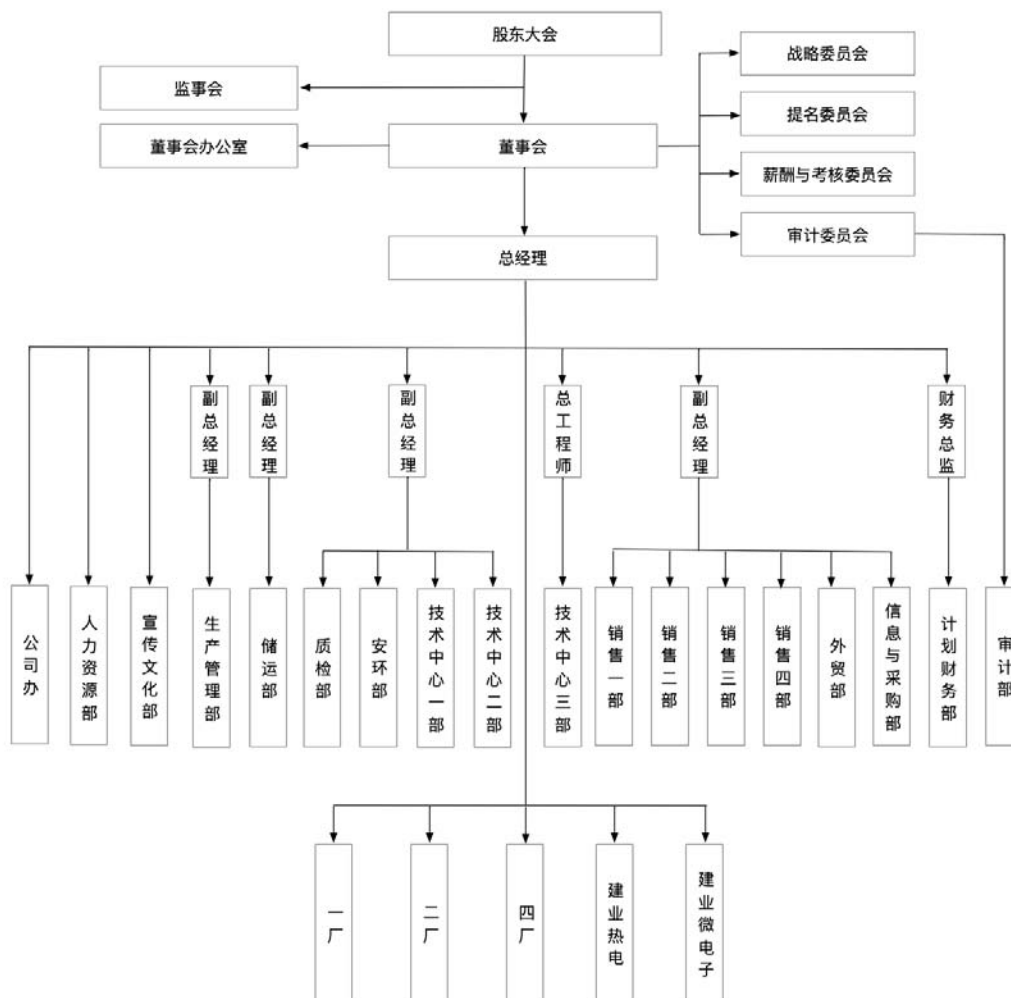 股东大会
战略委员会
监事会
提名委员会
董事会办公室
董事会
薪酬与考核委员会
审计委员会
总经理
副总经理
副总经理
副总经理
总工程师
副总经理
财务总监
公司办
人力资源部
宣传文化部
生产管理部
储运部
质检部
安环部
技术中心一部
技术中心二部
技术中心三部
销售一部
销售二部
销售三部
销售四部
外贸部
信息与采购部
计划财务部
审计部
一厂
二厂
四厂
建业热电
建业微电子